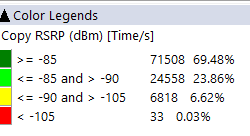 Color Legends
Copy RSRP (dBm) [Time/s]
>= -85 71508 69.48%
<= -85 and > -90 24558 23.86%
<= -90 and > -105 6818 6.62%
< -105 33 0.03%